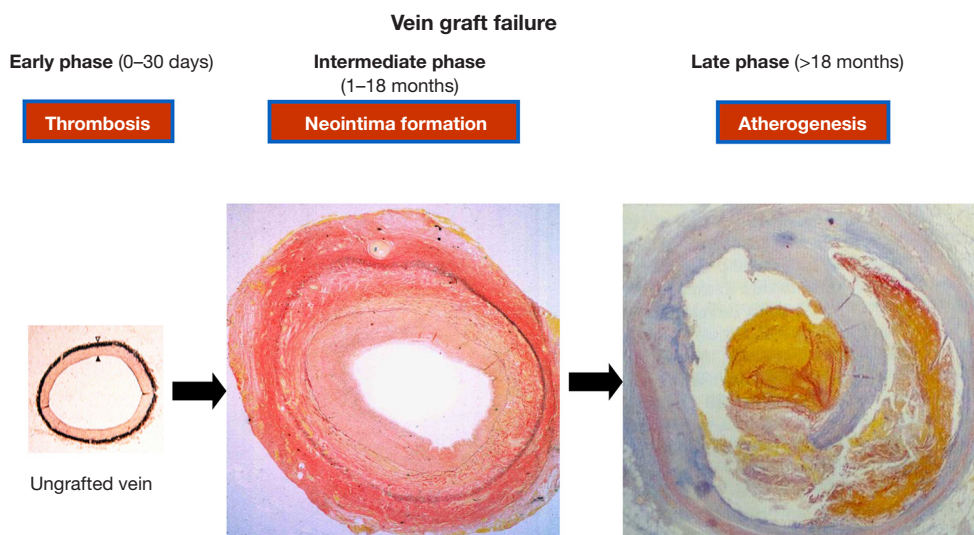 Vein graft failure
Early phase (0–30 days)
Intermediate phase
(1–18 months)
Late phase (>18 months)
Thrombosis
Neointima formation
Atherogenesis
Ungrafted vein